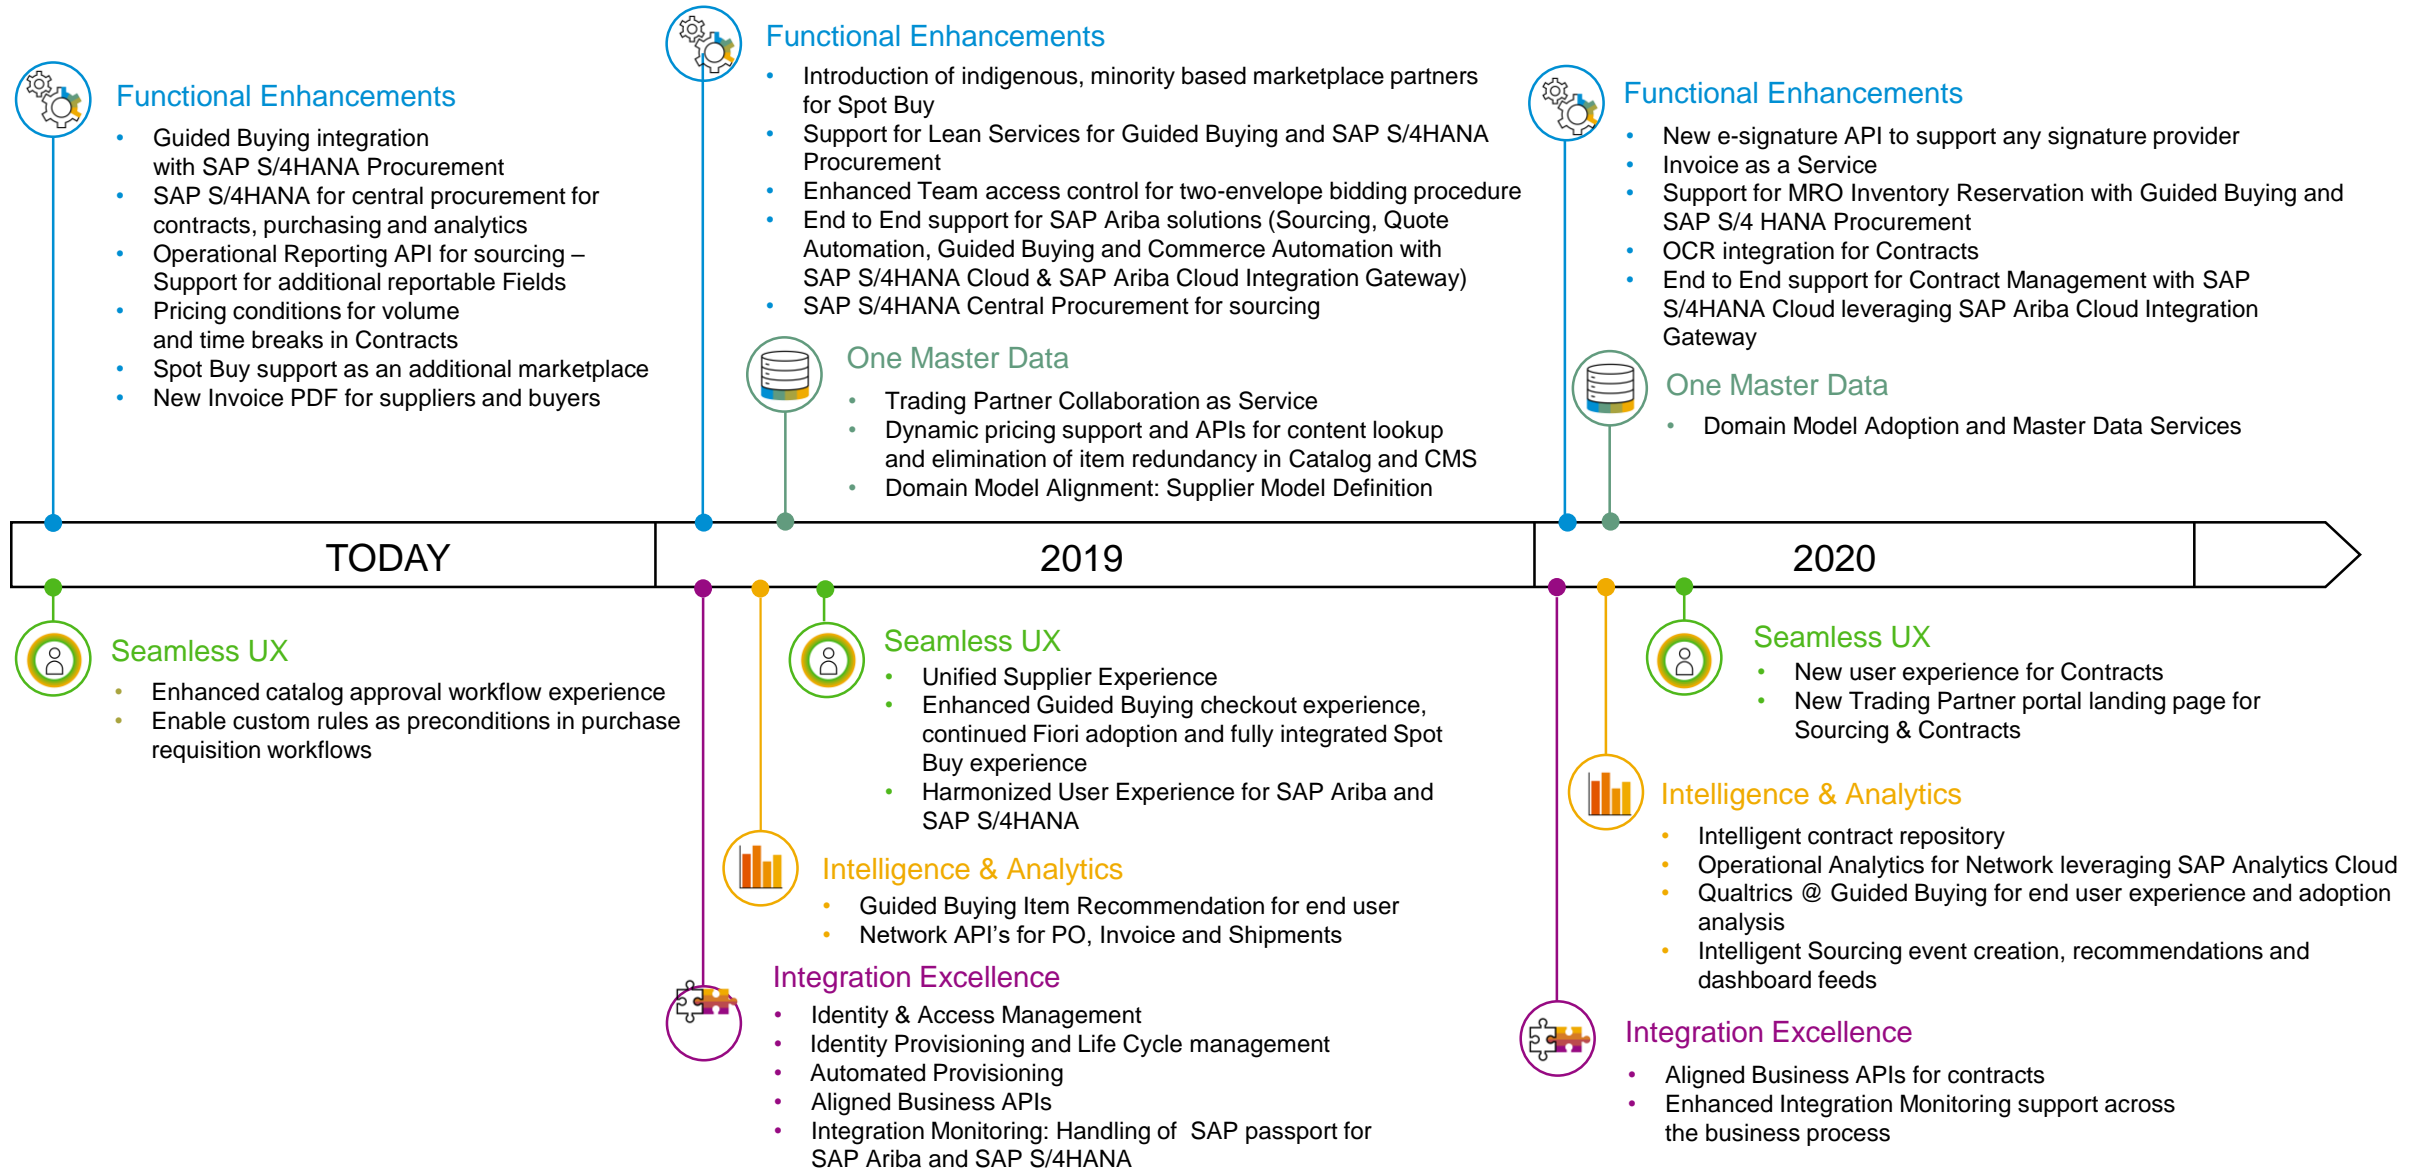 Functional Enhancements
• Guided Buying integration
with SAP S/4HANA Procurement
• SAP S/4HANA for central procurement for
contracts, purchasing and analytics
• Operational Reporting API for sourcing –
Support for additional reportable Fields
• Pricing conditions for volume
and time breaks in Contracts
• Spot Buy support as an additional marketplace
• New Invoice PDF for suppliers and buyers
Functional Enhancements
• Introduction of indigenous, minority based marketplace partners
for Spot Buy
• Support for Lean Services for Guided Buying and SAP S/4HANA
Procurement
• Enhanced Team access control for two-envelope bidding procedure
• End to End support for SAP Ariba solutions (Sourcing, Quote
Automation, Guided Buying and Commerce Automation with
SAP S/4HANA Cloud & SAP Ariba Cloud Integration Gateway)
• SAP S/4HANA Central Procurement for sourcing
One Master Data
• Trading Partner Collaboration as Service
• Dynamic pricing support and APIs for content lookup
and elimination of item redundancy in Catalog and CMS
• Domain Model Alignment: Supplier Model Definition
Functional Enhancements
• New e-signature API to support any signature provider
• Invoice as a Service
• Support for MRO Inventory Reservation with Guided Buying and
SAP S/4 HANA Procurement
• OCR integration for Contracts
• End to End support for Contract Management with SAP
S/4HANA Cloud leveraging SAP Ariba Cloud Integration
Gateway
One Master Data
• Domain Model Adoption and Master Data Services
TODAY
2019
2020
Seamless UX
• Enhanced catalog approval workflow experience
• Enable custom rules as preconditions in purchase
requisition workflows
Seamless UX
• Unified Supplier Experience
• Enhanced Guided Buying checkout experience,
continued Fiori adoption and fully integrated Spot
Buy experience
• Harmonized User Experience for SAP Ariba and
SAP S/4HANA
Intelligence & Analytics
• Guided Buying Item Recommendation for end user
• Network API’s for PO, Invoice and Shipments
Integration Excellence
• Identity & Access Management
• Identity Provisioning and Life Cycle management
• Automated Provisioning
• Aligned Business APIs
• Integration Monitoring: Handling of SAP passport for
SAP Ariba and SAP S/4HANA
Seamless UX
• New user experience for Contracts
• New Trading Partner portal landing page for
Sourcing & Contracts
Intelligence & Analytics
• Intelligent contract repository
• Operational Analytics for Network leveraging SAP Analytics Cloud
• Qualtrics @ Guided Buying for end user experience and adoption
analysis
• Intelligent Sourcing event creation, recommendations and
dashboard feeds
Integration Excellence
• Aligned Business APIs for contracts
• Enhanced Integration Monitoring support across
the business process